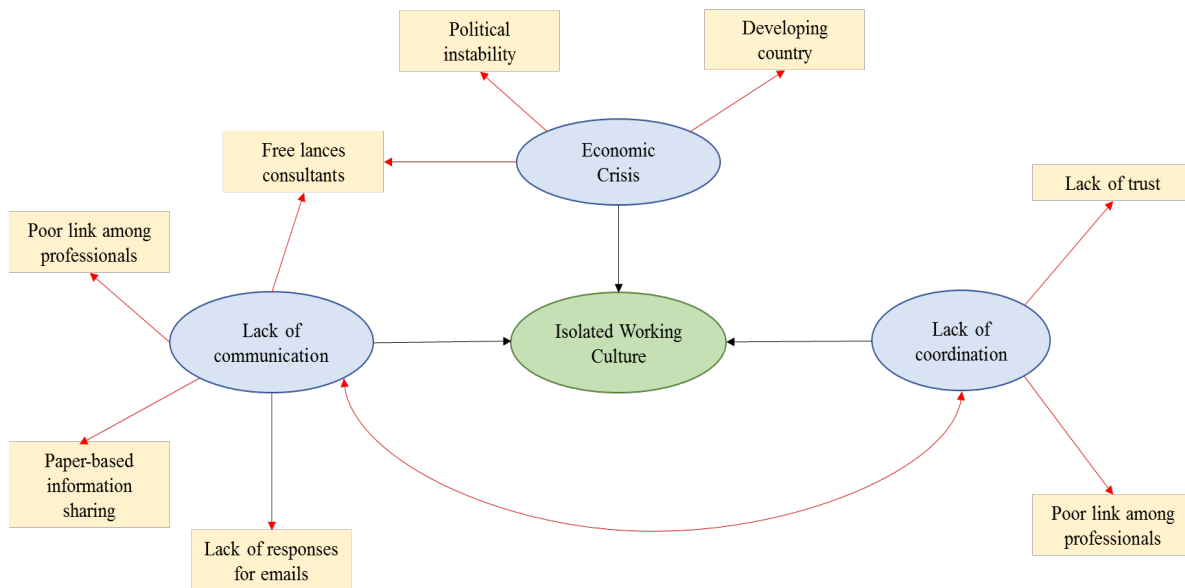 Political
instability
Developing
country
Free lances
consultants
Economic
Crisis
Lack of trust
Poor link among
professionals
Lack of
communication
Isolated Working
Culture
Lack of
coordination
Paper-based
information
sharing
Lack of responses
for emails
Poor link among
professionals